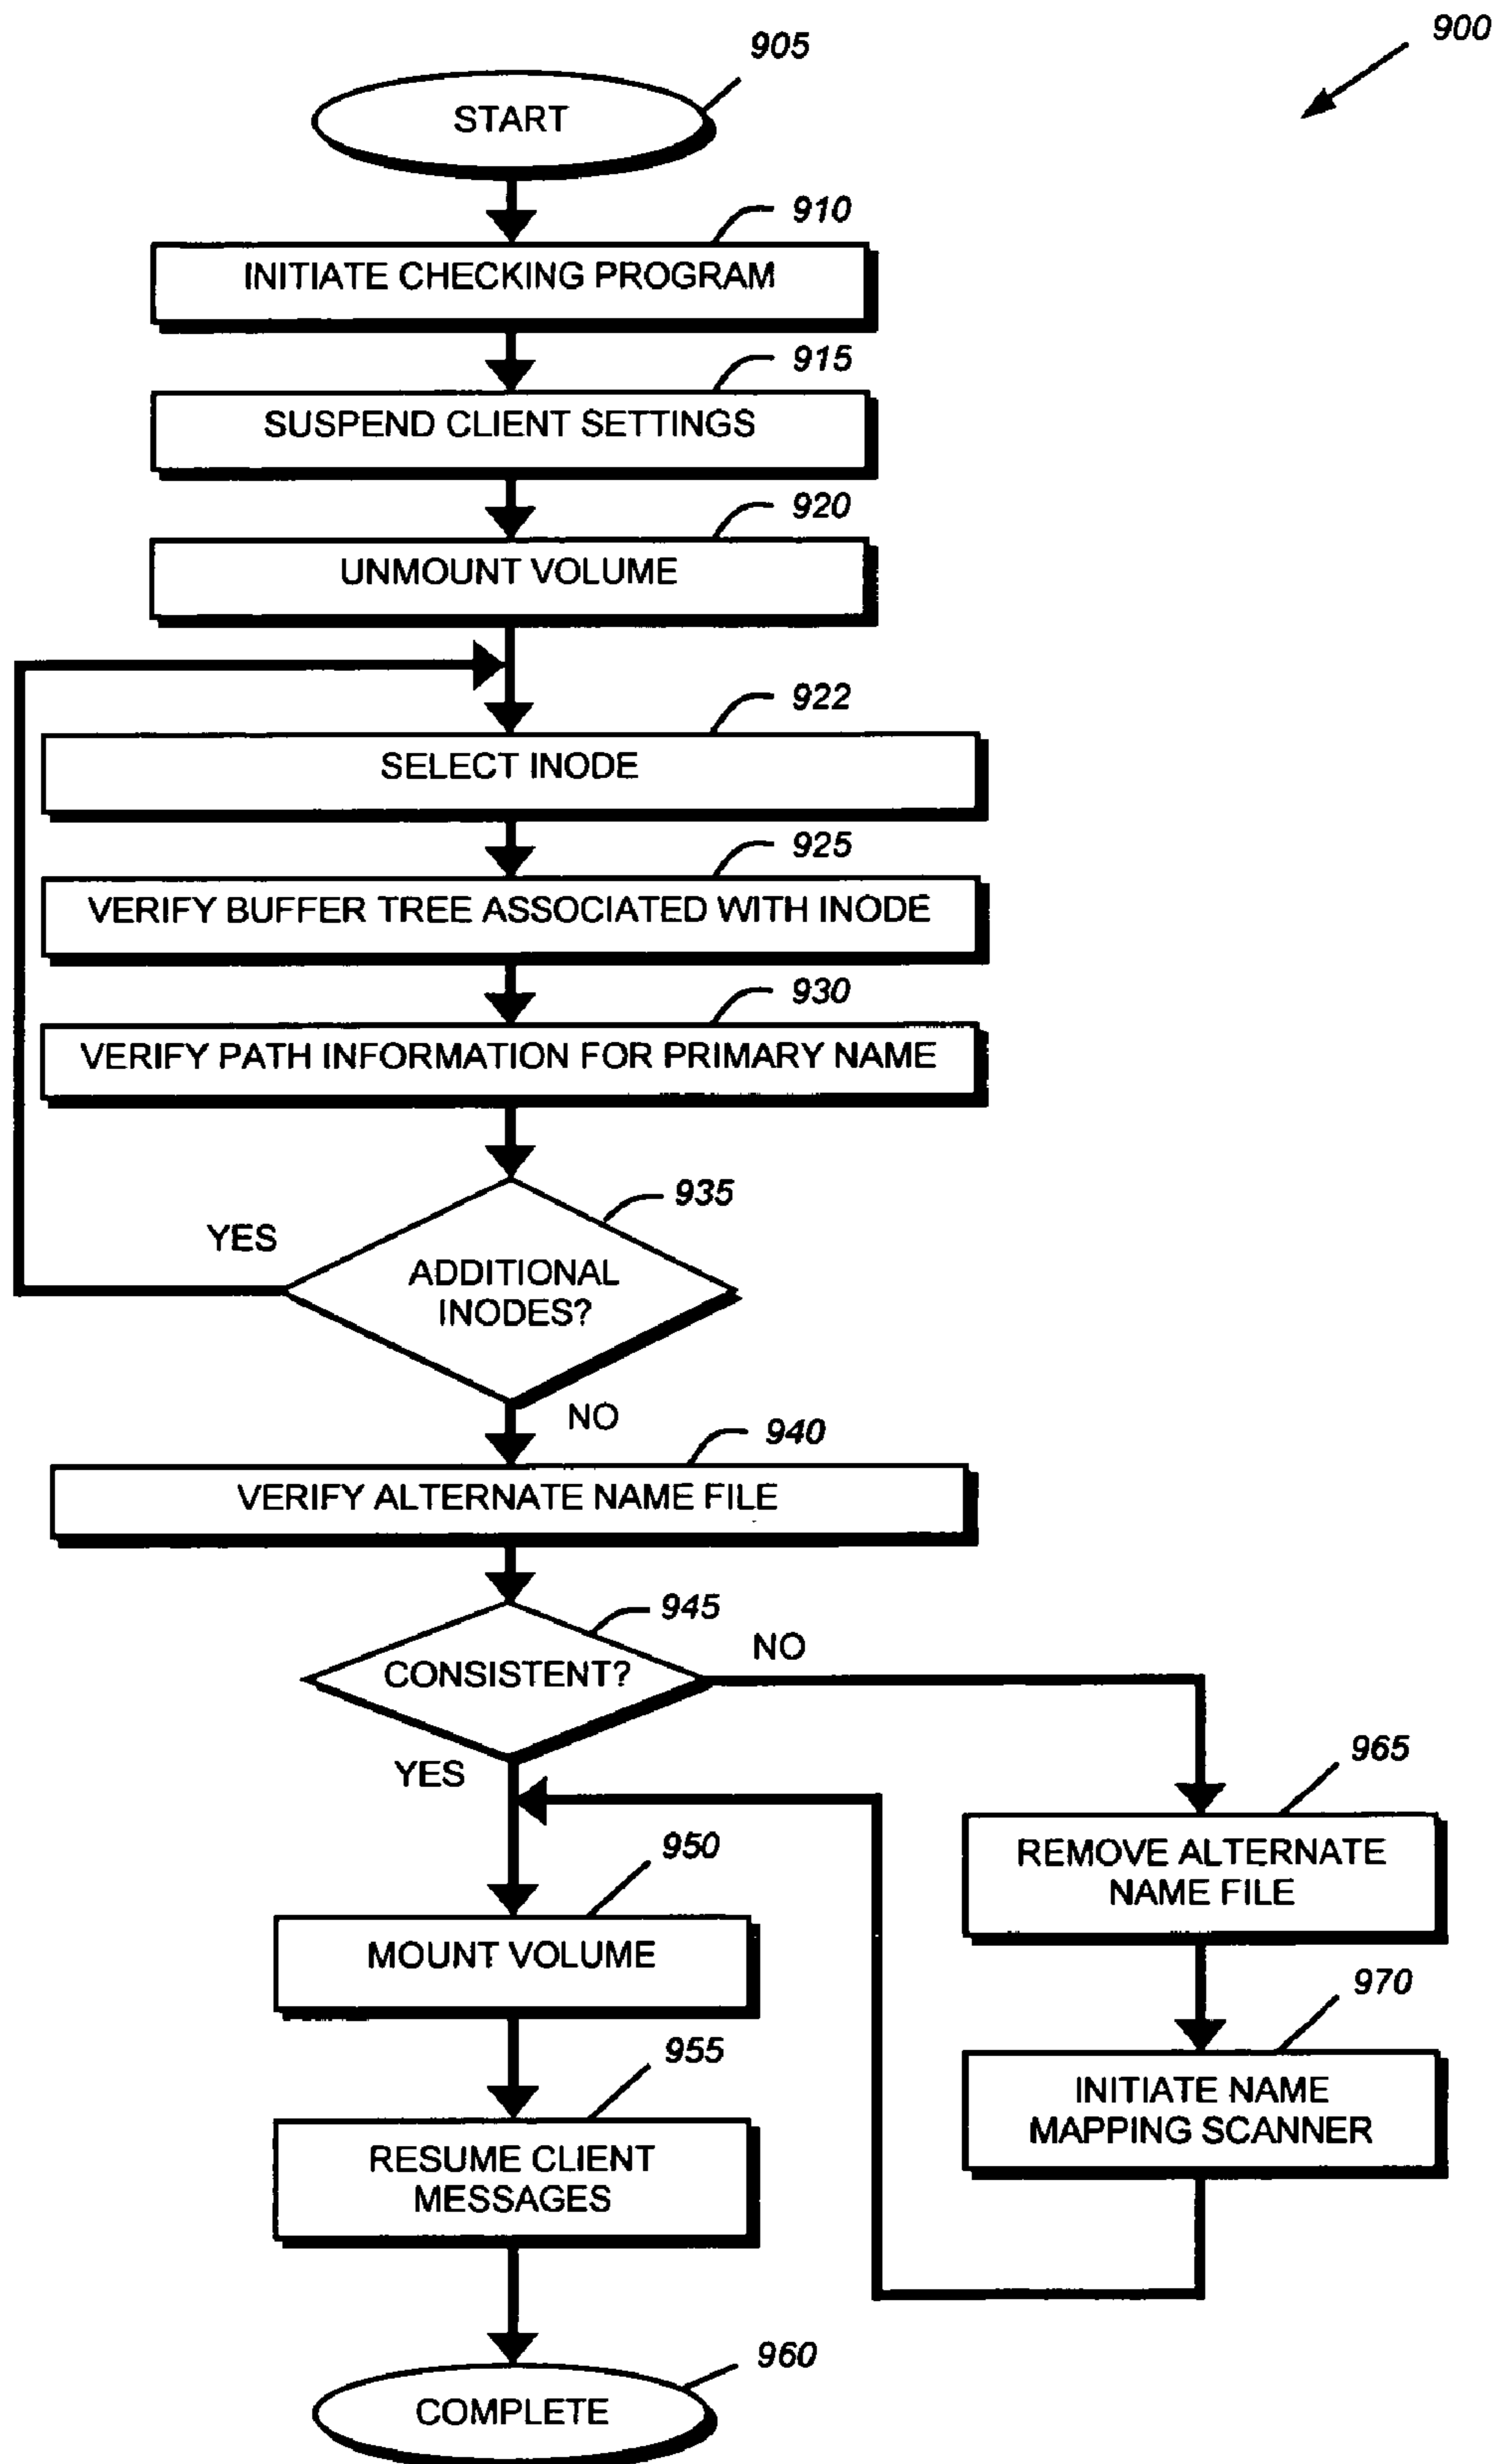 900
905
START
910
INITIATE CHECKING PROGRAM
915
SUSPEND CLIENT SETTINGS
920
UNMOUNT VOLUME
922
SELECT INODE
925
VERIFY BUFFER TREE ASSOCIATED WITH INODE
930
VERIFY PATH INFORMATION FOR PRIMARY NAME
935
YES
ADDITIONAL
INODES?
NO
940
VERIFY ALTERNATE NAME FILE
945
NO
CONSISTENT?
YES
965
REMOVE ALTERNATE
NAME FILE
950
MOUNT VOLUME
970
INITIATE NAME
MAPPING SCANNER
955
RESUME CLIENT
MESSAGES
960
COMPLETE